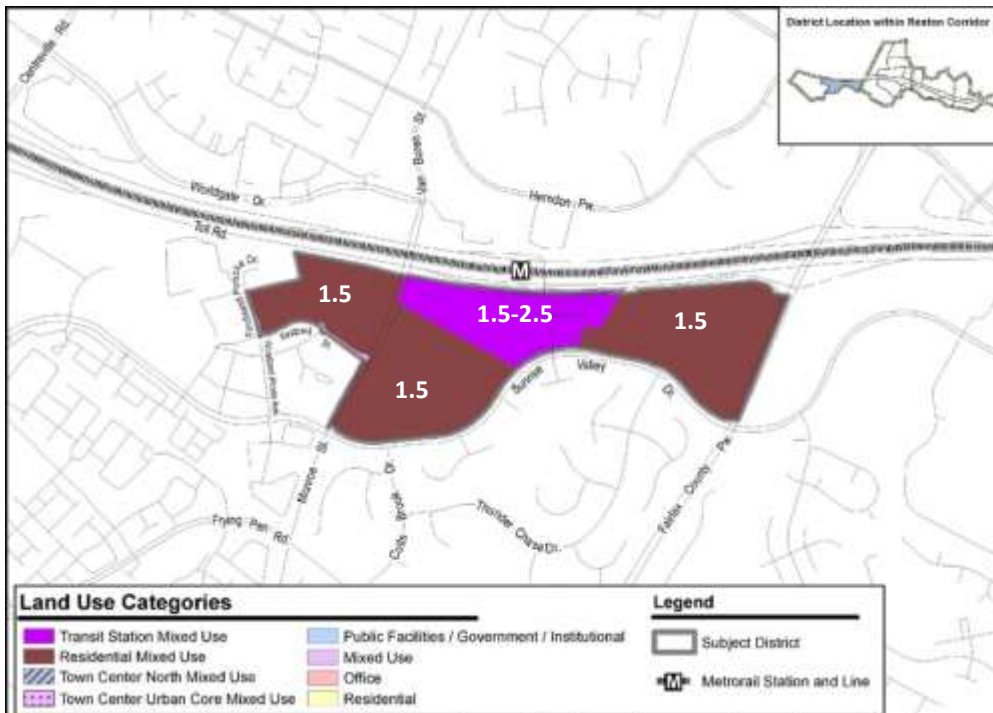 District Location within Reston Corridor
Centreville Rd.
Van Buren St.
Worldgate Dr.
Herndon Pw.
Toll Rd.
M
1.5
1.5-2.5
1.5
1.5
Sunrise Valley Dr.
Monroe St.
Fairfax County Pw.
Frying Pan Rd.
Dr.
Coits Brook
Thunder Chase Dr.
Land Use Categories
Transit Station Mixed Use
Residential Mixed Use
Town Center North Mixed Use
Town Center Urban Core Mixed Use
Public Facilities / Government / Institutional
Mixed Use
Office
Residential
Legend
Subject District
M Metrorail Station and Line